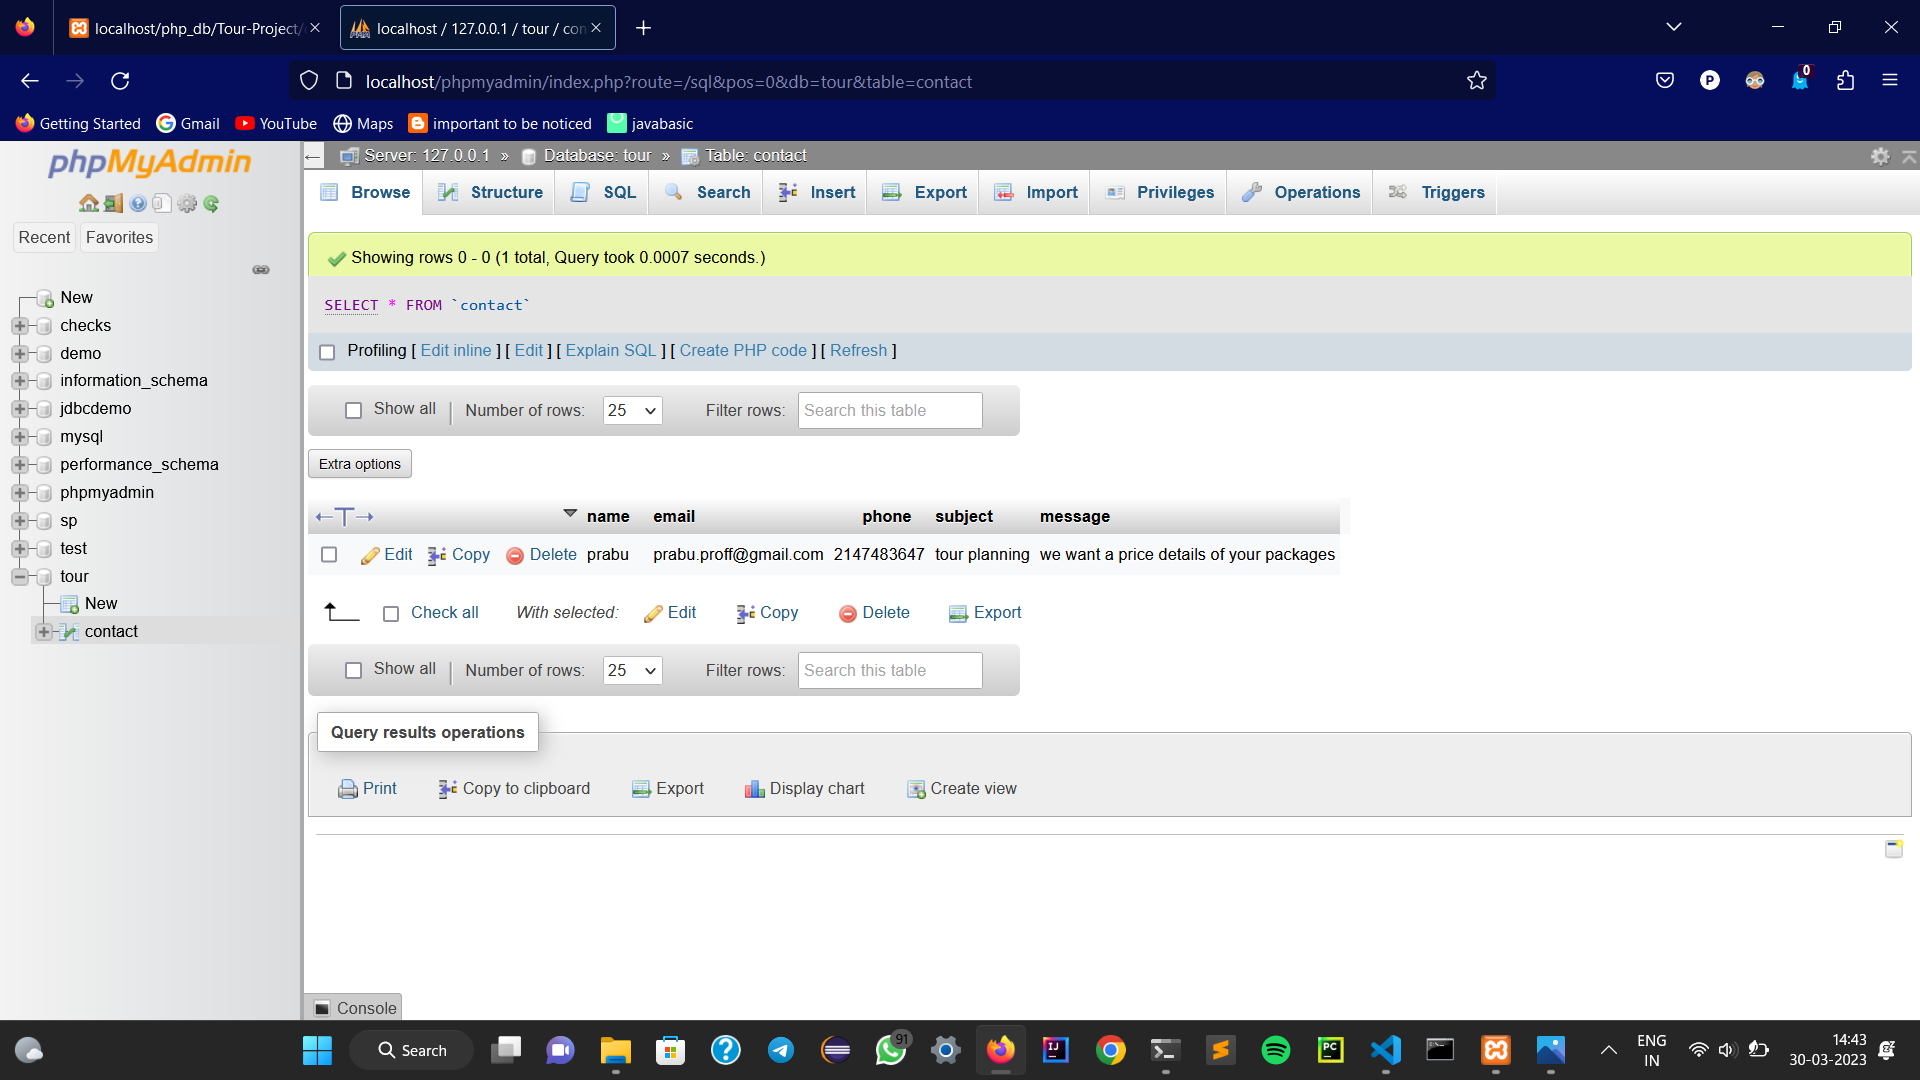 localhost/php_db/Tour-Project/
localhost / 127.0.0.1 / tour / con
localhost/phpmyadmin/index.php?route=/sql&pos=0&db=tour&table=contact
P
0
Getting Started
Gmail
YouTube
Maps
important to be noticed
javabasic
phpMyAdmin
Server: 127.0.0.1 » Database: tour » Table: contact
Browse
Structure
SQL
Search
Insert
Export
Import
Privileges
Operations
Triggers
Recent
Favorites
New
checks
demo
information_schema
jdbcdemo
mysql
performance_schema
phpmyadmin
sp
test
tour
New
contact
Showing rows 0 - 0 (1 total, Query took 0.0007 seconds.)
SELECT * FROM `contact`
Profiling [ Edit inline ] [ Edit ] [ Explain SQL ] [ Create PHP code ] [ Refresh ]
Show all | Number of rows: 25 Filter rows: Search this table
Extra options
name email phone subject message
Edit Copy Delete prabu prabu.proff@gmail.com 2147483647 tour planning we want a price details of your packages
Check all With selected: Edit Copy Delete Export
Show all | Number of rows: 25 Filter rows: Search this table
Query results operations
Print Copy to clipboard Export Display chart Create view
Console
Search
91
IJ
PC
ENG
IN
14:43
30-03-2023